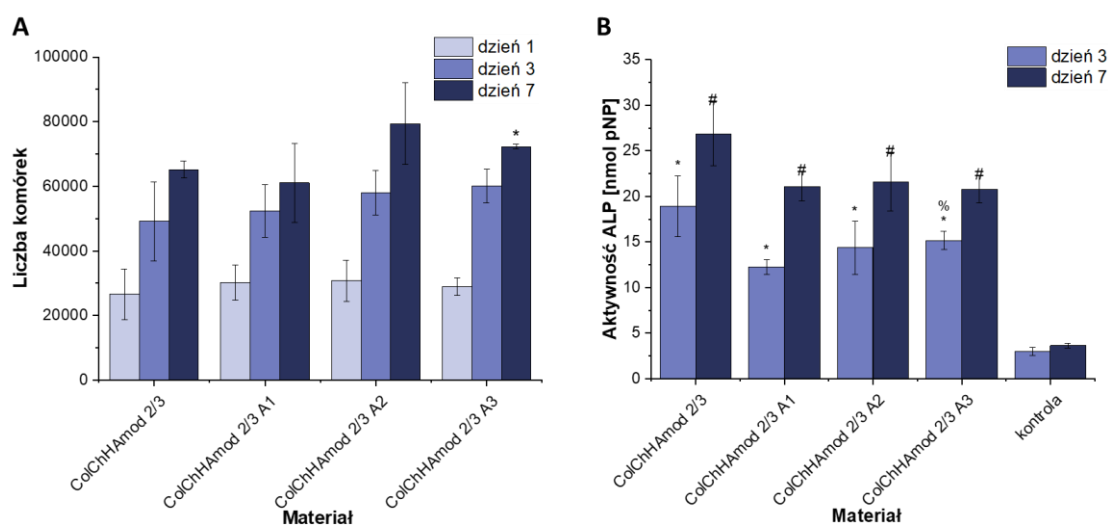 A
Liczba komórek
dzień 1
dzień 3
dzień 7
100000
80000
60000
40000
20000
0
*
ColChHAmod 2/3
ColChHAmod 2/3 A1
ColChHAmod 2/3 A2
ColChHAmod 2/3 A3
Materiał
B
Aktywność ALP [nmol pNP]
dzień 3
dzień 7
35
30
25
20
15
10
5
0
*
#
*
#
*
#
%
*
#
ColChHAmod 2/3
ColChHAmod 2/3 A1
ColChHAmod 2/3 A2
ColChHAmod 2/3 A3
kontrola
Materiał